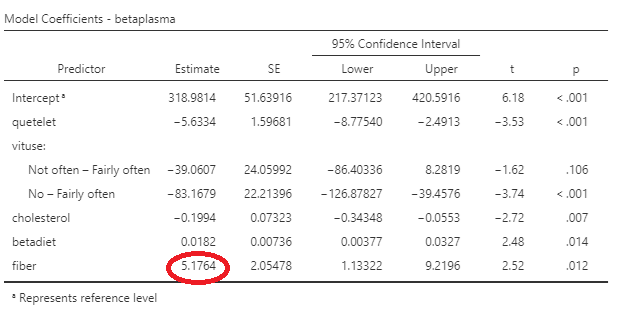 Model Coefficients - betaplasma
95% Confidence Interval
Predictor Estimate SE Lower Upper t p
Intercept ᵃ 318.9814 51.63916 217.37123 420.5916 6.18 < .001
quetelet −5.6334 1.59681 −8.77540 −2.4913 −3.53 < .001
vituse:
Not often – Fairly often −39.0607 24.05992 −86.40336 8.2819 −1.62 .106
No – Fairly often −83.1679 22.21396 −126.87827 −39.4576 −3.74 < .001
cholesterol −0.1994 0.07323 −0.34348 −0.0553 −2.72 .007
betadiet 0.0182 0.00736 0.00377 0.0327 2.48 .014
fiber 5.1764 2.05478 1.13322 9.2196 2.52 .012
ᵃ Represents reference level